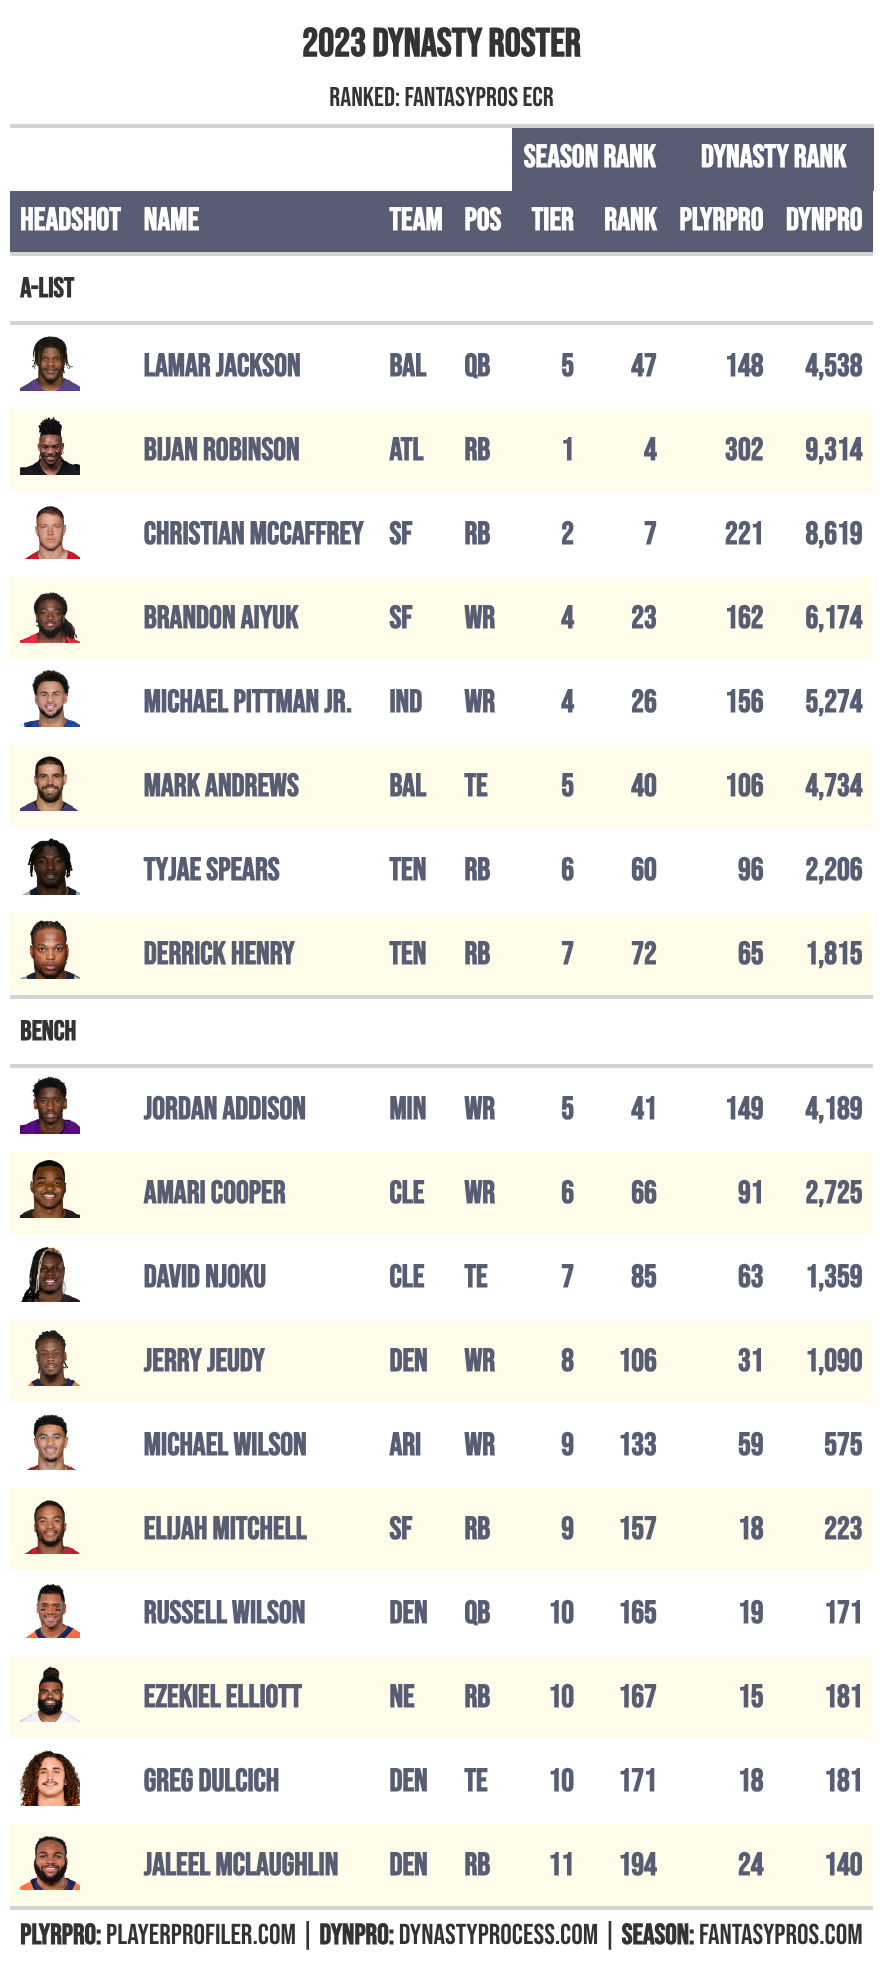 2023 DYNASTY ROSTER
RANKED: FANTASYPROS ECR
SEASON RANK DYNASTY RANK
HEADSHOT NAME TEAM POS TIER RANK PLYRPRO DYNPRO
A-LIST
LAMAR JACKSON BAL QB 5 47 148 4,538
BIJAN ROBINSON ATL RB 1 4 302 9,314
CHRISTIAN MCCAFFREY SF RB 2 7 221 8,619
BRANDON AIYUK SF WR 4 23 162 6,174
MICHAEL PITTMAN JR. IND WR 4 26 156 5,274
MARK ANDREWS BAL TE 5 40 106 4,734
TYJAE SPEARS TEN RB 6 60 96 2,206
DERRICK HENRY TEN RB 7 72 65 1,815
BENCH
JORDAN ADDISON MIN WR 5 41 149 4,189
AMARI COOPER CLE WR 6 66 91 2,725
DAVID NJOKU CLE TE 7 85 63 1,359
JERRY JEUDY DEN WR 8 106 31 1,090
MICHAEL WILSON ARI WR 9 133 59 575
ELIJAH MITCHELL SF RB 9 157 18 223
RUSSELL WILSON DEN QB 10 165 19 171
EZEKIEL ELLIOTT NE RB 10 167 15 181
GREG DULCICH DEN TE 10 171 18 181
JALEEL MCLAUGHLIN DEN RB 11 194 24 140
PLYRPRO: PLAYERPROFILER.COM | DYNPRO: DYNASTYPROCESS.COM | SEASON: FANTASYPROS.COM